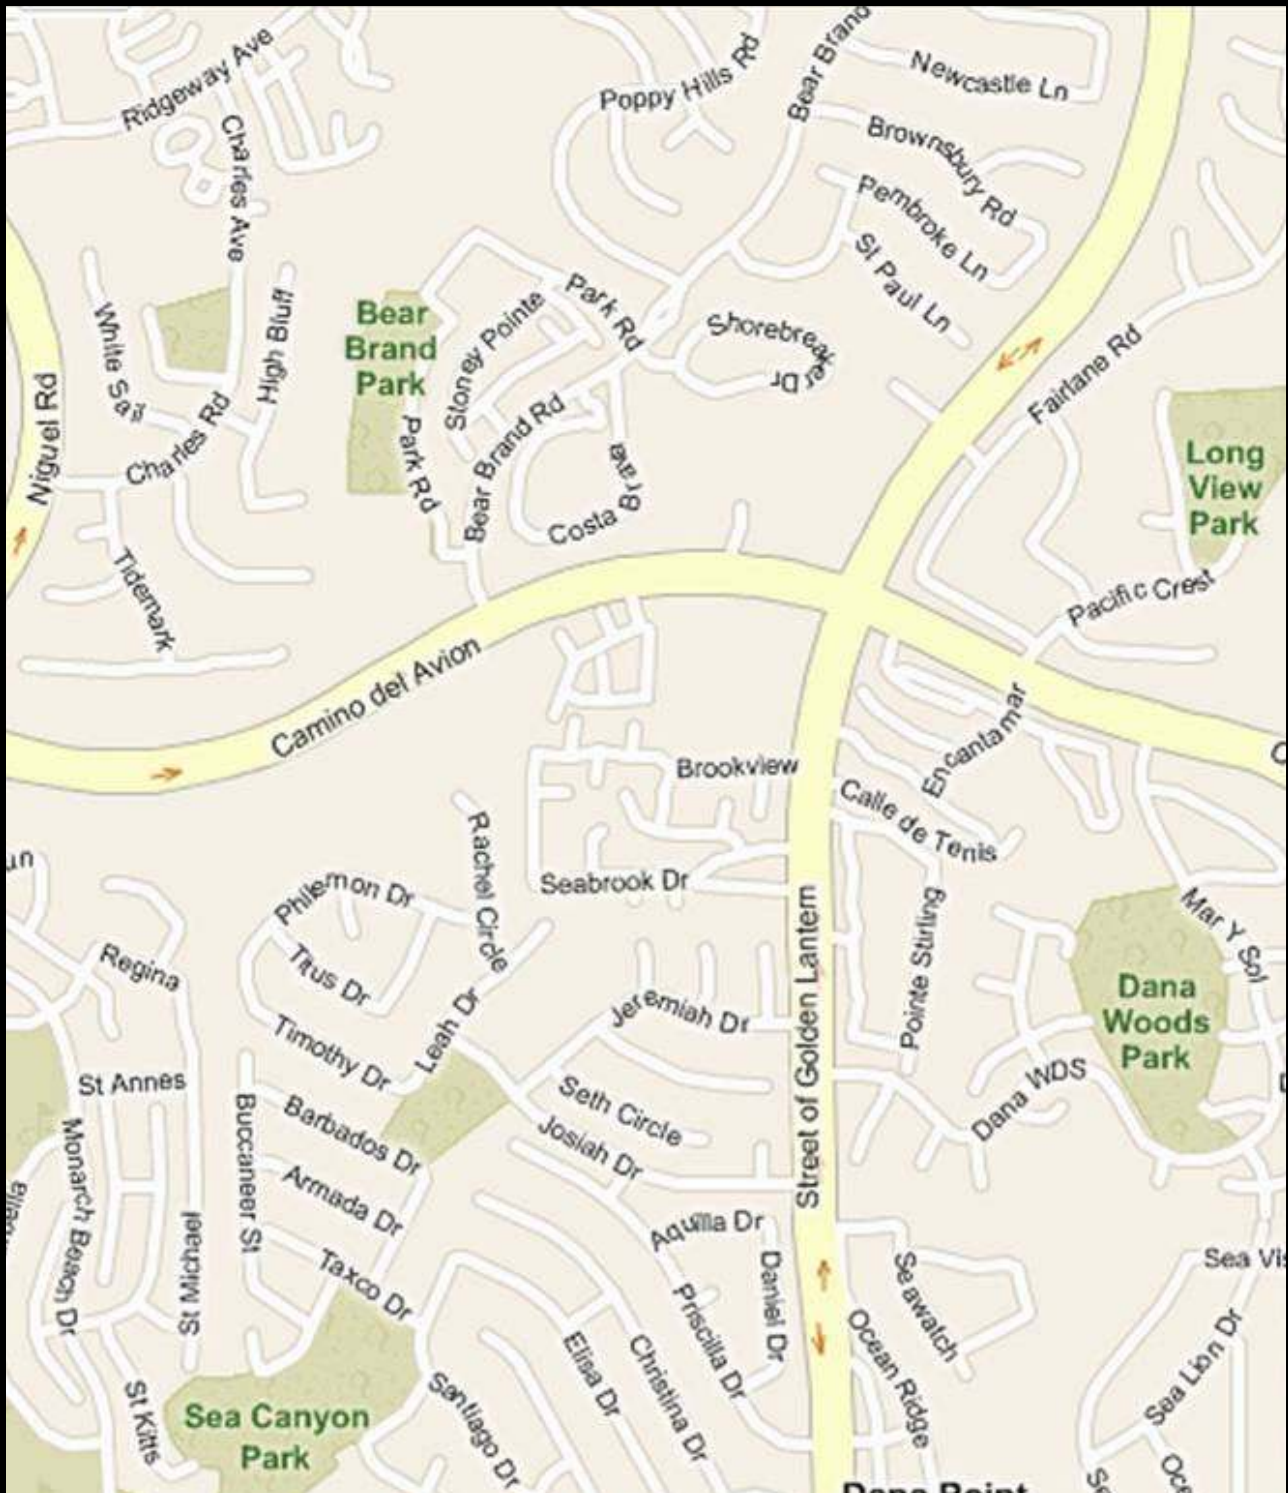 Ridgeway Ave
Poppy Hills Rd
Bear Brand
Newcastle Ln
Charles Ave
Brownsbury Rd
Pembroke Ln
St Paul Ln
Park Rd
Bear
Brand
Park
Stoney Pointe
High Bluff
White Sail
Shorebreaker Dr
Fairlane Rd
Niguel Rd
Charles Rd
Park Rd
Bear Brand Rd
Costa Brava
Long
View
Park
Tidemark
Pacific Crest
Camino del Avion
Encantamar
Brookview
Calle de Tenis
Rachel Circle
Seabrook Dr
Philemon Dr
Pointe Stirling
Mar Y Sol
Regina
Titus Dr
Leah Dr
Jeremiah Dr
Dana
Woods
Park
Timothy Dr
St Annes
Seth Circle
Dana WDS
Street of Golden Lantern
Barbados Dr
Josiah Dr
Buccaneer St
Monarch Beach Dr
Armada Dr
Aquilla Dr
St Michael
Taxco Dr
Daniel Dr
Priscilla Dr
Seawatch
Sea Vis
Ocean Ridge
Sea Lion Dr
Elisa Dr
Christina Dr
Santiago Dr
St Kitts
Sea Canyon
Park
Dana Point